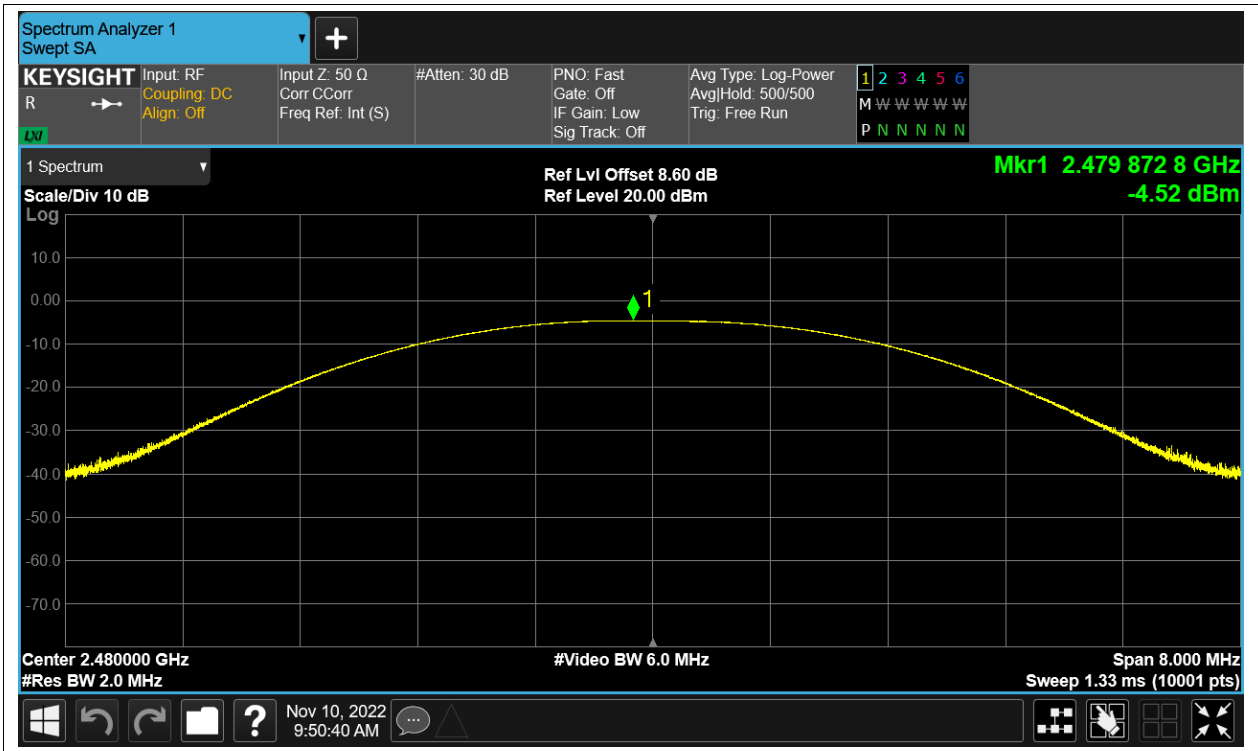 Spectrum Analyzer 1
Swept SA
+
KEYSIGHT
R
LXI
Input: RF
Coupling: DC
Align: Off
Input Z: 50 Ω
Corr CCorr
Freq Ref: Int (S)
#Atten: 30 dB
PNO: Fast
Gate: Off
IF Gain: Low
Sig Track: Off
Avg Type: Log-Power
Avg|Hold: 500/500
Trig: Free Run
1 2 3 4 5 6
M W W W W W
P N N N N N
1 Spectrum
Scale/Div 10 dB
Log
Ref Lvl Offset 8.60 dB
Ref Level 20.00 dBm
Mkr1 2.479 872 8 GHz
-4.52 dBm
1
10.0
0.00
-10.0
-20.0
-30.0
-40.0
-50.0
-60.0
-70.0
Center 2.480000 GHz
#Res BW 2.0 MHz
#Video BW 6.0 MHz
Span 8.000 MHz
Sweep 1.33 ms (10001 pts)
?
Nov 10, 2022
9:50:40 AM